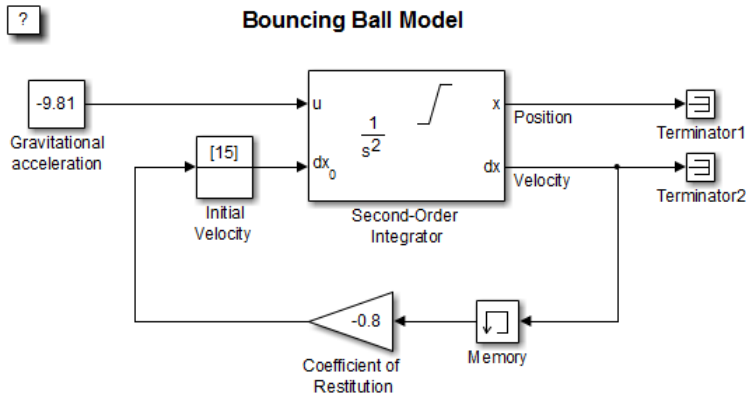 ?
Bouncing Ball Model
-9.81
Gravitational
acceleration
[15]
Initial
Velocity
u
dx0
1
s2
x
dx
Second-Order
Integrator
Position
Velocity
Terminator1
Terminator2
-0.8
Coefficient of
Restitution
Memory